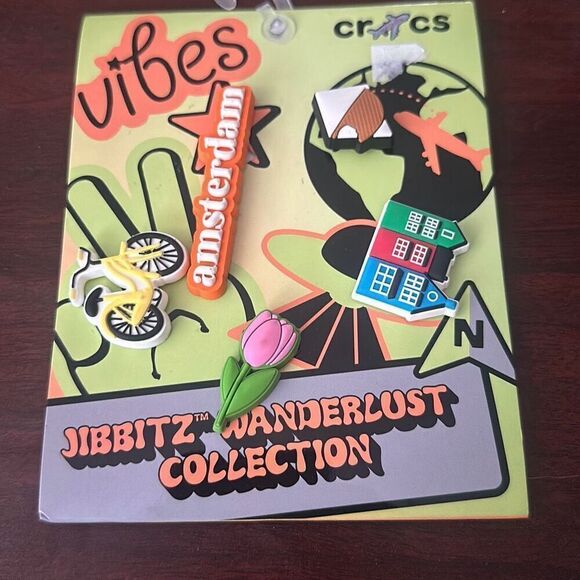 vibes
crocs
amsterdam
N
JIBBITZ™ WANDERLUST
COLLECTION